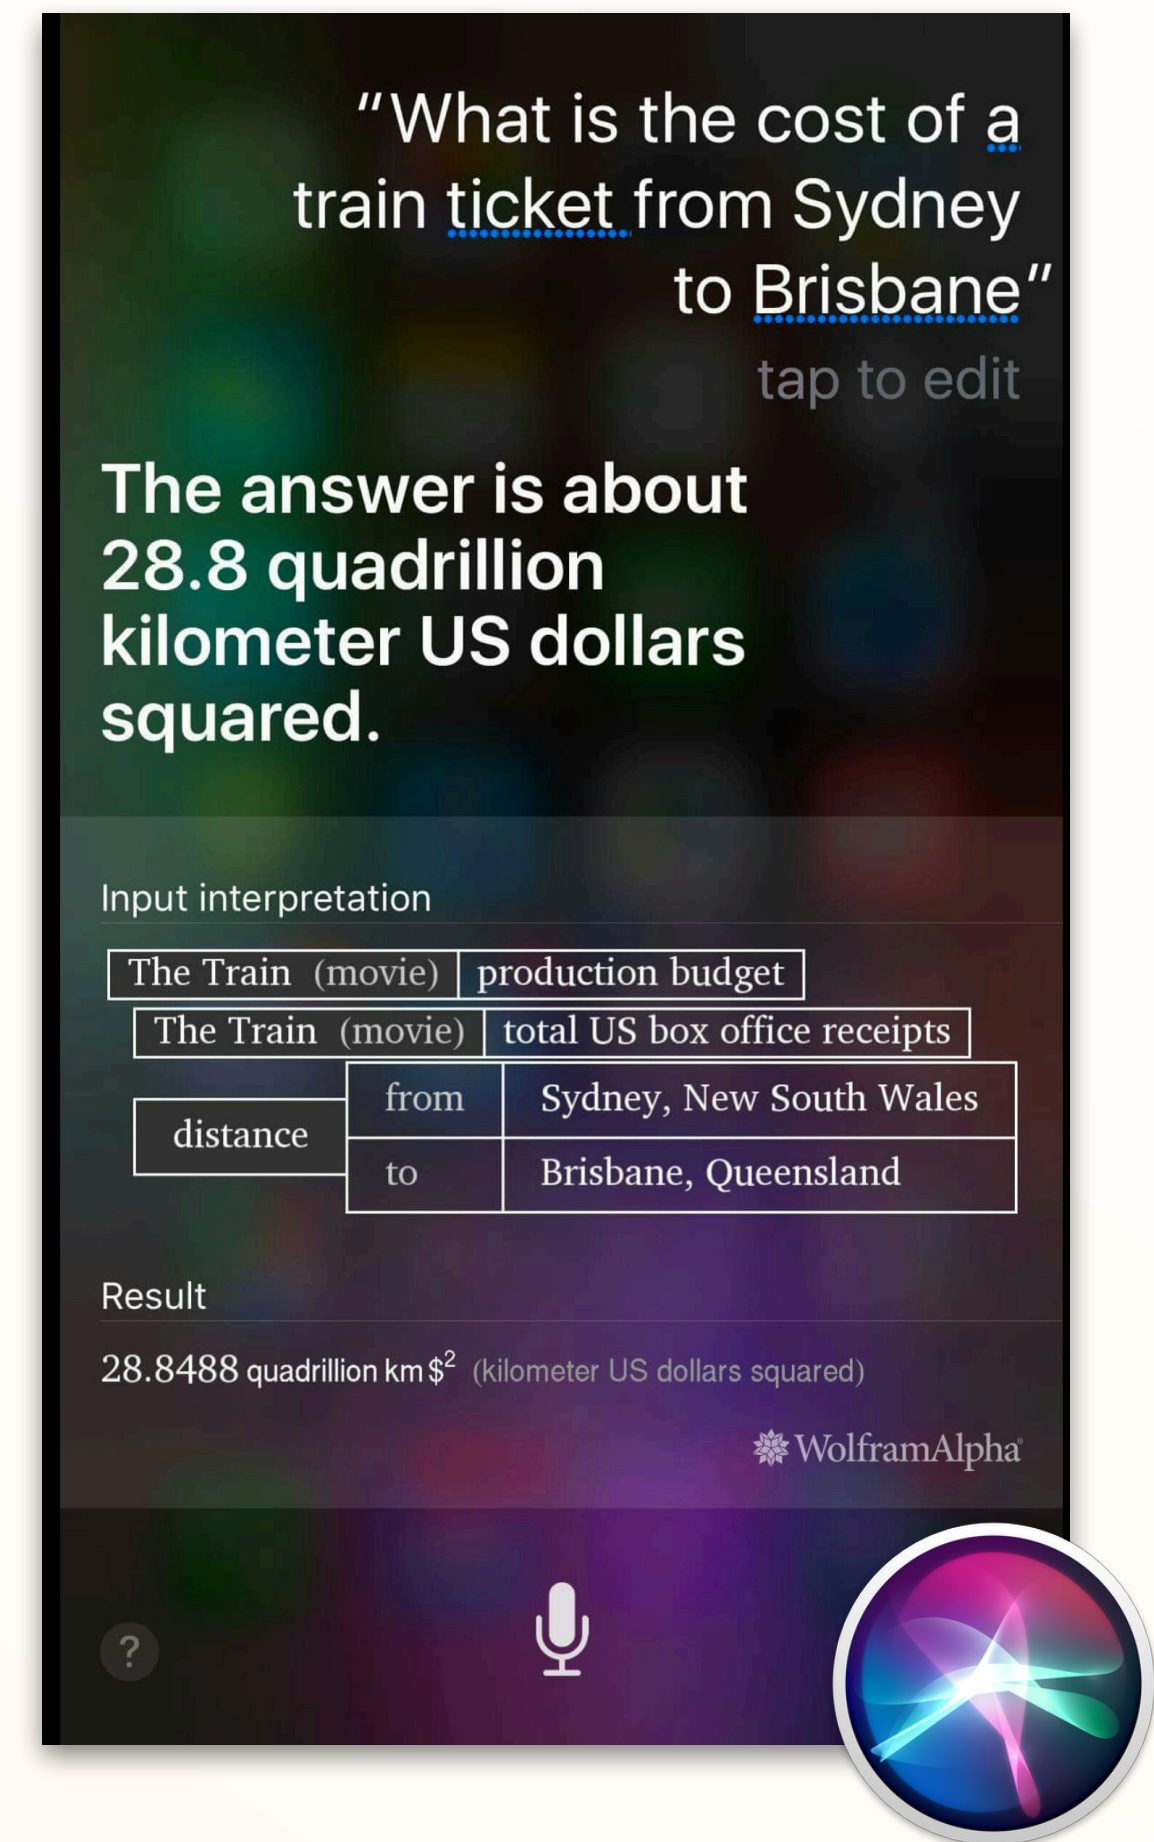 “What is the cost of a
train ticket from Sydney
to Brisbane”
tap to edit
The answer is about
28.8 quadrillion
kilometer US dollars
squared.
Input interpretation
The Train (movie) production budget
The Train (movie) total US box office receipts
distance
from Sydney, New South Wales
to Brisbane, Queensland
Result
28.8488 quadrillion km $² (kilometer US dollars squared)
WolframAlpha
?